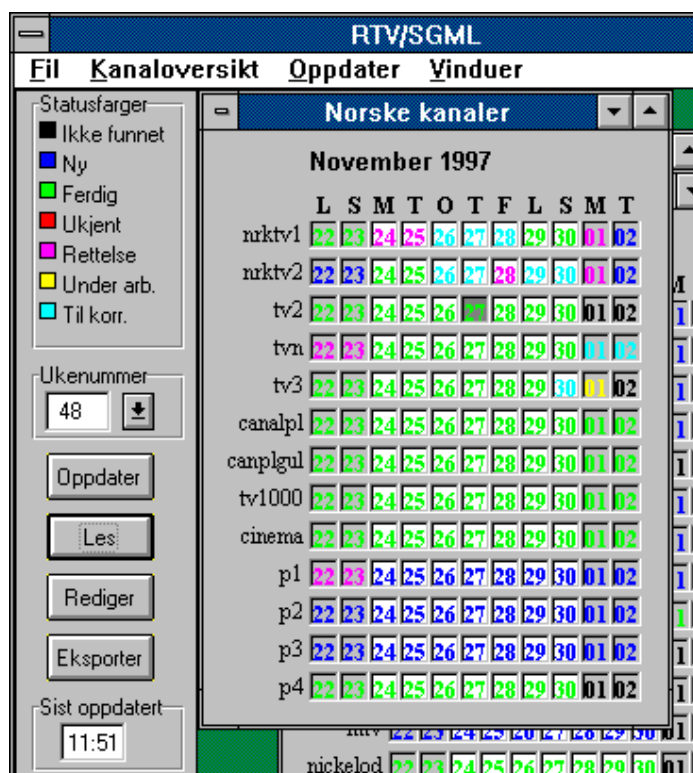 RTV/SGML
Fil Kanaloversikt Oppdater Vinduer
Statusfarger
Ikke funnet
Ny
Ferdig
Ukjent
Rettelse
Under arb.
Til korr.
Ukenummer
48
Oppdater
Les
Rediger
Eksporter
Sist oppdatert
11:51
Norske kanaler
November 1997
L S M T O T F L S M T
nrktv1 22 23 24 25 26 27 28 29 30 01 02
nrktv2 22 23 24 25 26 27 28 29 30 01 02
tv2 22 23 24 25 26 27 28 29 30 01 02
tvn 22 23 24 25 26 27 28 29 30 01 02
tv3 22 23 24 25 26 27 28 29 30 01 02
canalpl 22 23 24 25 26 27 28 29 30 01 02
canplgul 22 23 24 25 26 27 28 29 30 01 02
tv1000 22 23 24 25 26 27 28 29 30 01 02
cinema 22 23 24 25 26 27 28 29 30 01 02
p1 22 23 24 25 26 27 28 29 30 01 02
p2 22 23 24 25 26 27 28 29 30 01 02
p3 22 23 24 25 26 27 28 29 30 01 02
p4 22 23 24 25 26 27 28 29 30 01 02
22 23 24 25 26 27 28 29 30 01
nickelod 22 23 24 25 26 27 28 29 30 01